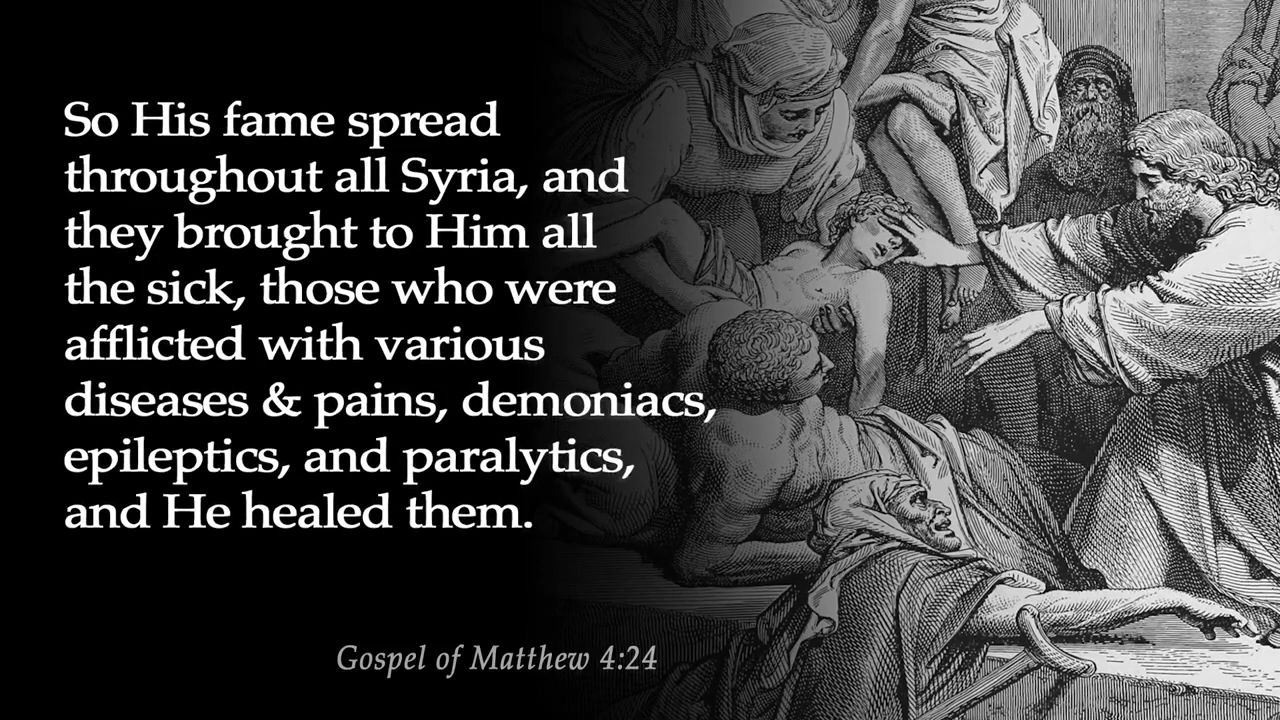 So His fame spread
throughout all Syria, and
they brought to Him all
the sick, those who were
afflicted with various
diseases & pains, demoniacs,
epileptics, and paralytics,
and He healed them.
Gospel of Matthew 4:24